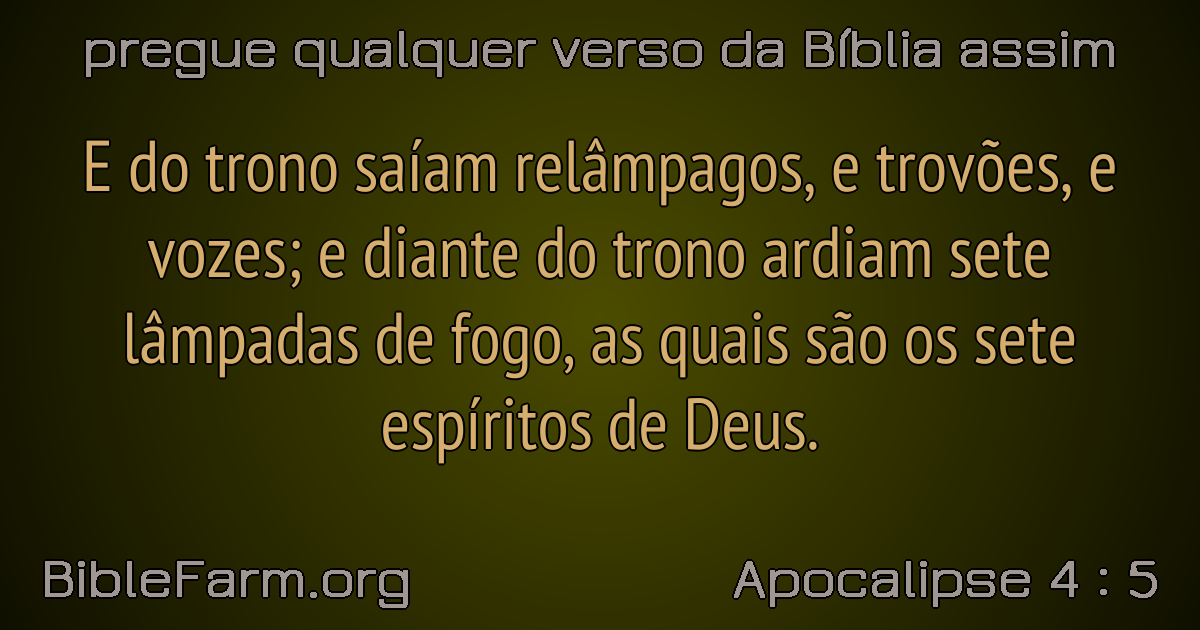 pregue qualquer verso da Bíblia assim
E do trono saíam relâmpagos, e trovões, e
vozes; e diante do trono ardiam sete
lâmpadas de fogo, as quais são os sete
espíritos de Deus.
BibleFarm.org
Apocalipse 4 : 5